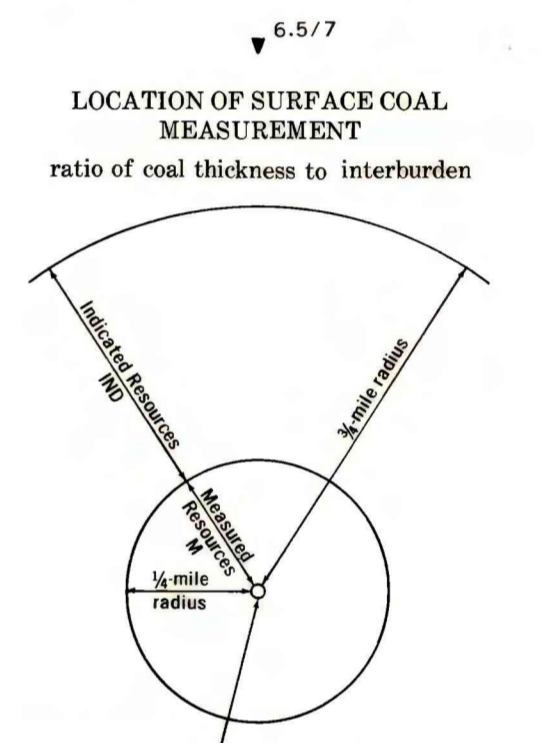 6.5/7
LOCATION OF SURFACE COAL
MEASUREMENT
ratio of coal thickness to interburden
Indicated Resources
IND
¾-mile radius
Measured
Resources
M
¼-mile
radius